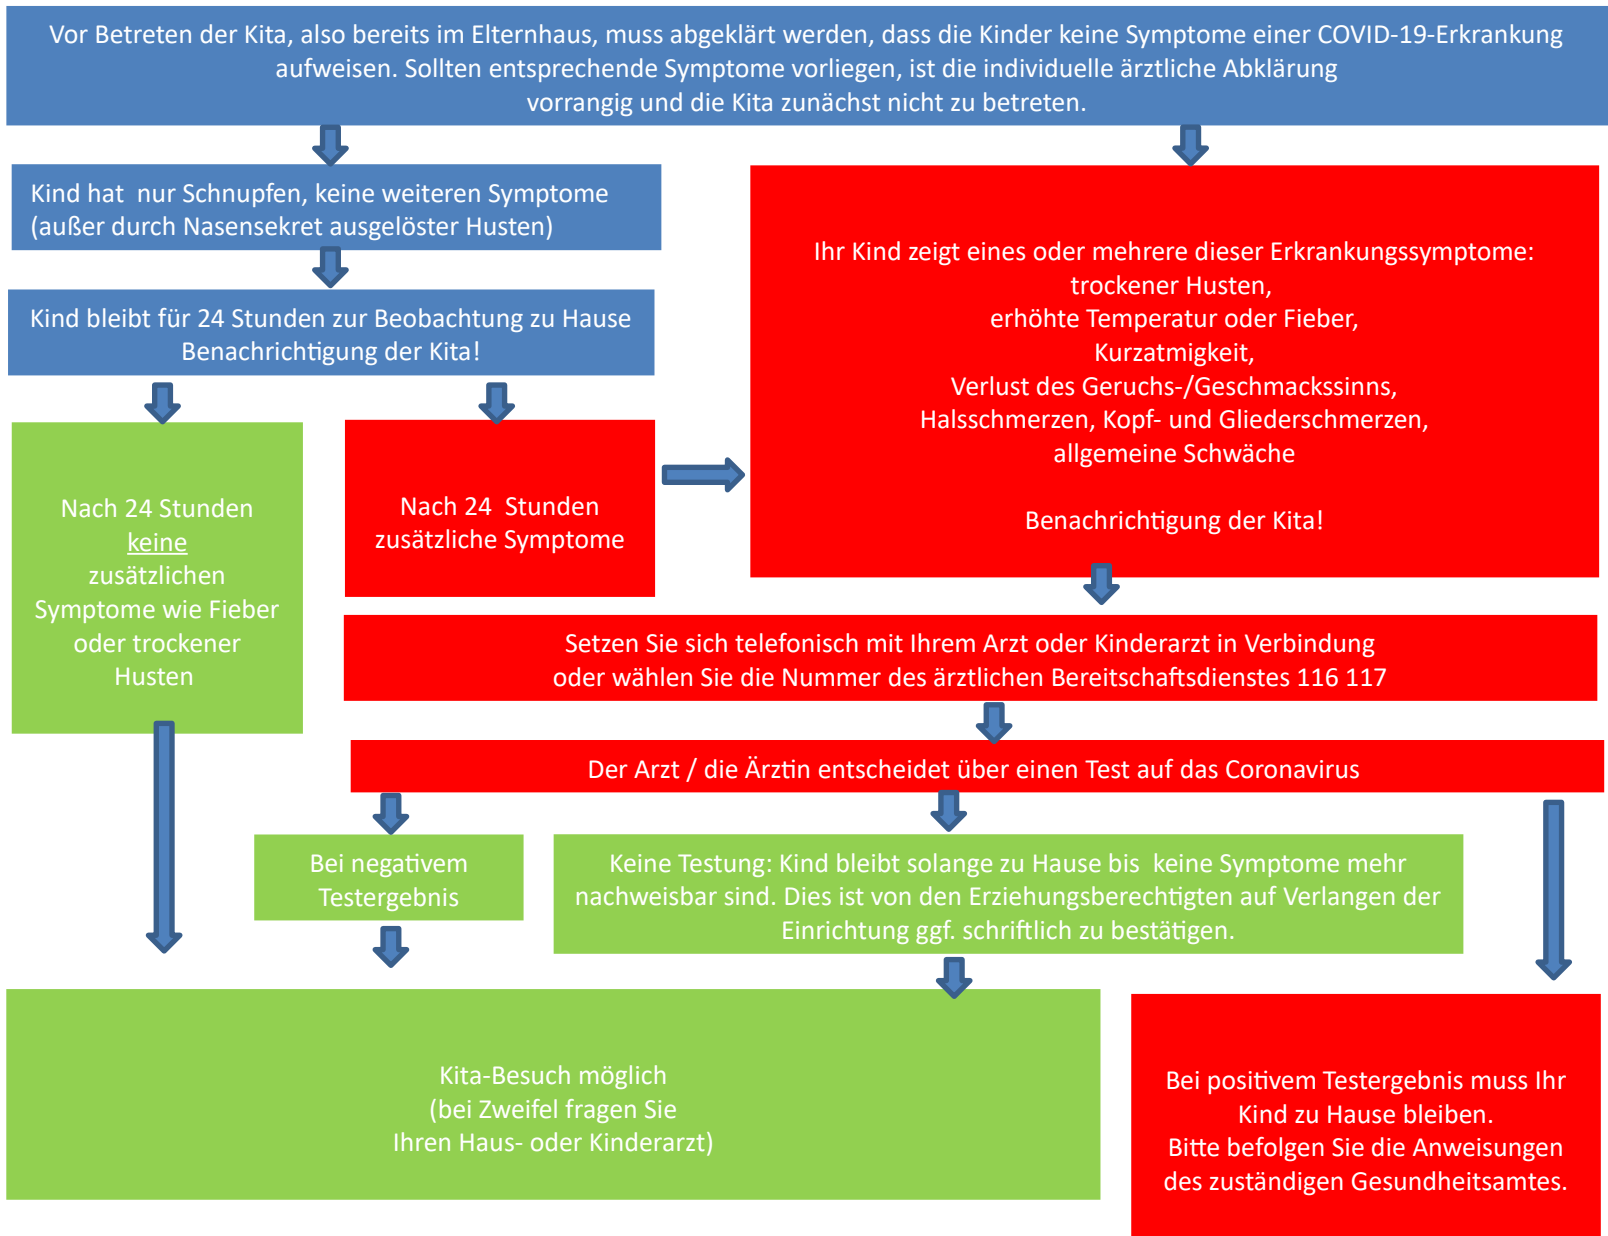 Vor Betreten der Kita, also bereits im Elternhaus, muss abgeklärt werden, dass die Kinder keine Symptome einer COVID-19-Erkrankung
aufweisen. Sollten entsprechende Symptome vorliegen, ist die individuelle ärztliche Abklärung
vorrangig und die Kita zunächst nicht zu betreten.
Kind hat nur Schnupfen, keine weiteren Symptome
(außer durch Nasensekret ausgelöster Husten)
Kind bleibt für 24 Stunden zur Beobachtung zu Hause
Benachrichtigung der Kita!
Nach 24 Stunden
keine
zusätzlichen
Symptome wie Fieber
oder trockener
Husten
Nach 24 Stunden
zusätzliche Symptome
Ihr Kind zeigt eines oder mehrere dieser Erkrankungssymptome:
trockener Husten,
erhöhte Temperatur oder Fieber,
Kurzatmigkeit,
Verlust des Geruchs-/Geschmackssinns,
Halsschmerzen, Kopf- und Gliederschmerzen,
allgemeine Schwäche
Benachrichtigung der Kita!
Setzen Sie sich telefonisch mit Ihrem Arzt oder Kinderarzt in Verbindung
oder wählen Sie die Nummer des ärztlichen Bereitschaftsdienstes 116 117
Der Arzt / die Ärztin entscheidet über einen Test auf das Coronavirus
Bei negativem
Testergebnis
Keine Testung: Kind bleibt solange zu Hause bis keine Symptome mehr
nachweisbar sind. Dies ist von den Erziehungsberechtigten auf Verlangen der
Einrichtung ggf. schriftlich zu bestätigen.
Kita-Besuch möglich
(bei Zweifel fragen Sie
Ihren Haus- oder Kinderarzt)
Bei positivem Testergebnis muss Ihr
Kind zu Hause bleiben.
Bitte befolgen Sie die Anweisungen
des zuständigen Gesundheitsamtes.